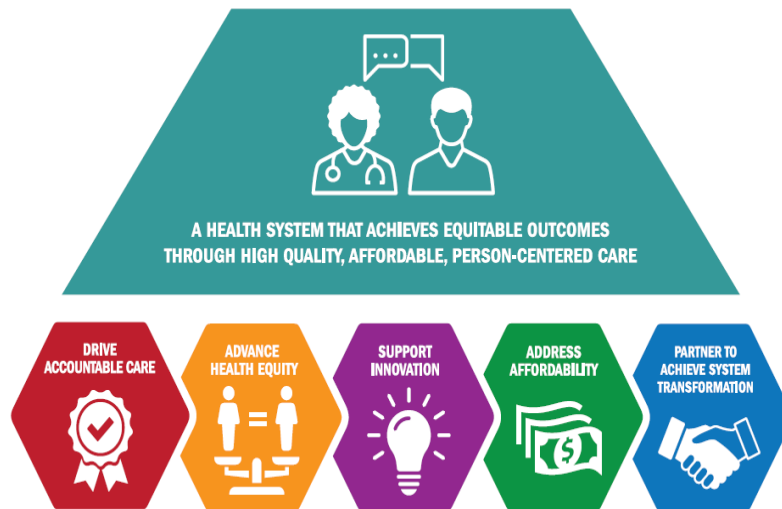 A HEALTH SYSTEM THAT ACHIEVES EQUITABLE OUTCOMES
THROUGH HIGH QUALITY, AFFORDABLE, PERSON-CENTERED CARE
DRIVE
ACCOUNTABLE CARE
ADVANCE
HEALTH EQUITY
SUPPORT
INNOVATION
ADDRESS
AFFORDABILITY
PARTNER TO
ACHIEVE SYSTEM
TRANSFORMATION